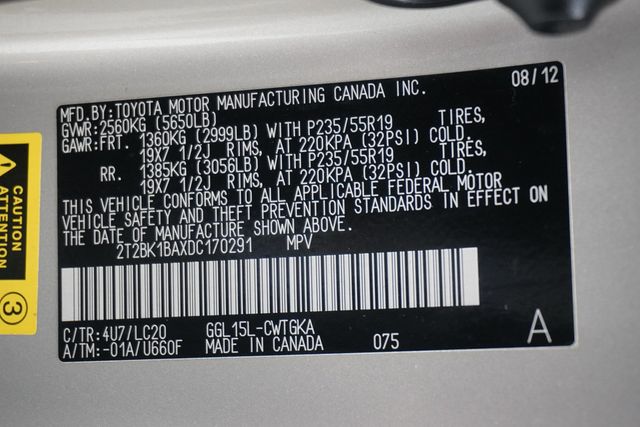 MFD.BY:TOYOTA MOTOR MANUFACTURING CANADA INC. 08/12
GVWR:2560KG (5650LB)
GAWR:FRT. 1360KG (2999LB) WITH P235/55R19 TIRES,
19X7 1/2J RIMS, AT 220KPA (32PSI) COLD.
RR. 1385KG (3056LB) WITH P235/55R19 TIRES,
19X7 1/2J RIMS, AT 220KPA (32PSI) COLD.
THIS VEHICLE CONFORMS TO ALL APPLICABLE FEDERAL MOTOR
VEHICLE SAFETY AND THEFT PREVENTION STANDARDS IN EFFECT ON
THE DATE OF MANUFACTURE SHOWN ABOVE.
2T2BK1BAXDC170291 MPV
C/TR:4U7/LC20 GGL15L-CWTGKA
A/TM:-01A/U660F MADE IN CANADA 075 A
CAUTION
ATTENTION
3